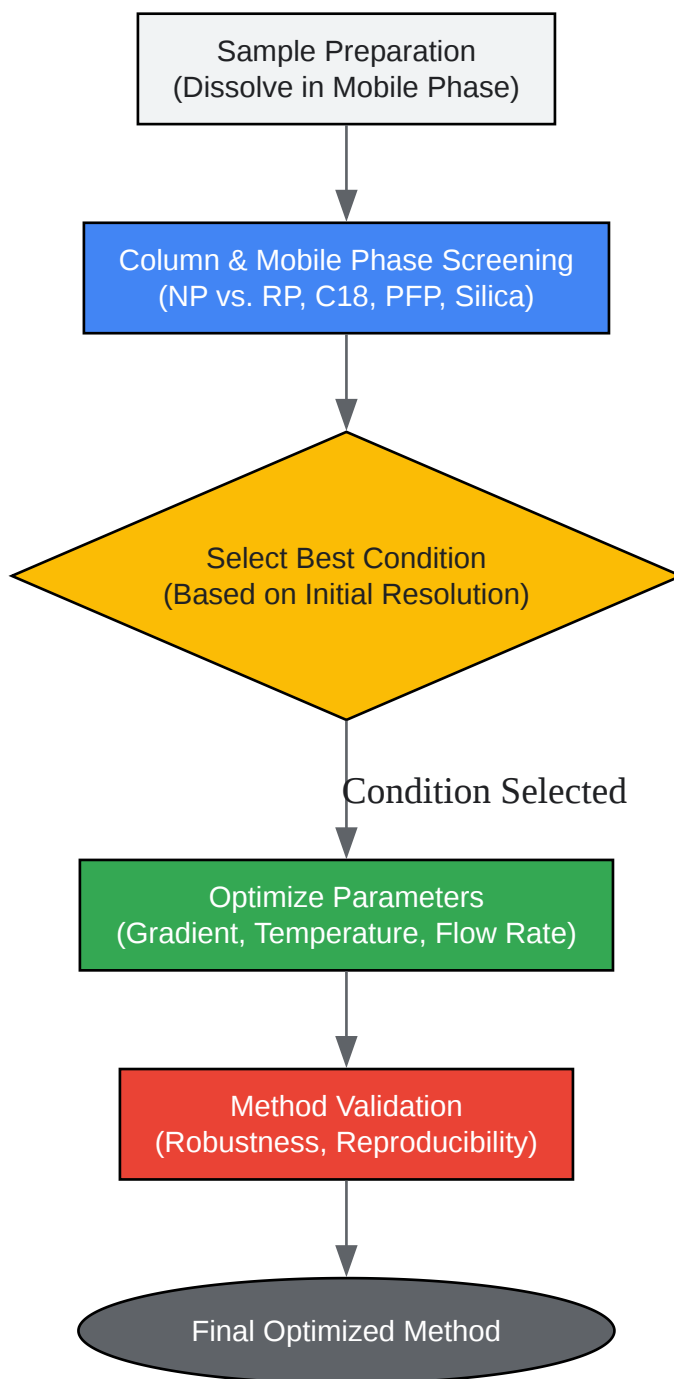 Sample Preparation
(Dissolve in Mobile Phase)
Column & Mobile Phase Screening
(NP vs. RP, C18, PFP, Silica)
Select Best Condition
(Based on Initial Resolution)
Condition Selected
Optimize Parameters
(Gradient, Temperature, Flow Rate)
Method Validation
(Robustness, Reproducibility)
Final Optimized Method